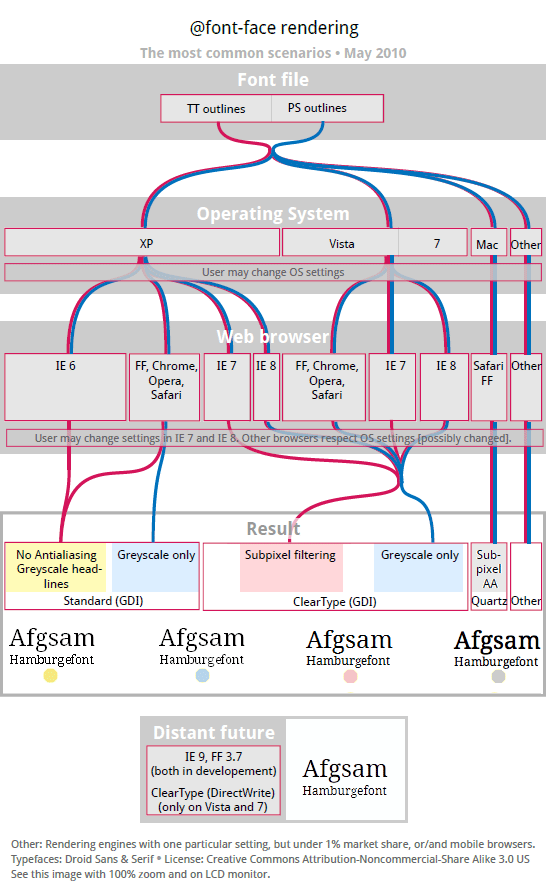 @font-face rendering
The most common scenarios • May 2010
Font file
TT outlines
PS outlines
Operating System
XP
Vista
7
Mac
Other
User may change OS settings
Web browser
IE 6
FF, Chrome,
Opera,
Safari
IE 7
IE 8
FF, Chrome,
Opera,
Safari
IE 7
IE 8
Safari
FF
Other
User may change settings in IE 7 and IE 8. Other browsers respect OS settings [possibly changed].
Result
No Antialiasing
Greyscale head-
lines
Greyscale only
Standard (GDI)
Subpixel filtering
Greyscale only
ClearType (GDI)
Sub-
pixel
AA
Quartz
Other
Afgsam
Hamburgefont
Afgsam
Hamburgefont
Afgsam
Hamburgefont
Afgsam
Hamburgefont
Distant future
IE 9, FF 3.7
(both in developement)
ClearType (DirectWrite)
(only on Vista and 7)
Afgsam
Hamburgefont
Other: Rendering engines with one particular setting, but under 1% market share, or/and mobile browsers.
Typefaces: Droid Sans & Serif • License: Creative Commons Attribution-Noncommercial-Share Alike 3.0 US
See this image with 100% zoom and on LCD monitor.